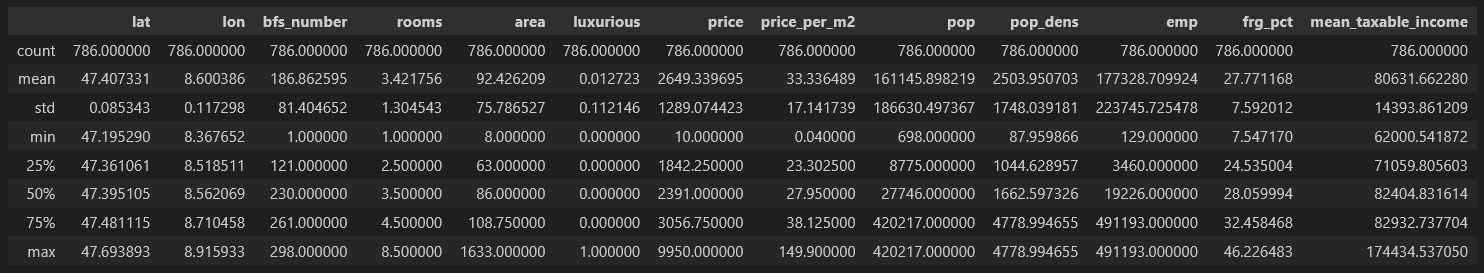 lat lon bfs_number rooms area luxurious price price_per_m2 pop pop_dens emp frg_pct mean_taxable_income
count 786.000000 786.000000 786.000000 786.000000 786.000000 786.000000 786.000000 786.000000 786.000000 786.000000 786.000000 786.000000 786.000000
mean 47.407331 8.600386 186.862595 3.421756 92.426209 0.012723 2649.339695 33.336489 161145.898219 2503.950703 177328.709924 27.771168 80631.662280
std 0.085343 0.117298 81.404652 1.304543 75.786527 0.112146 1289.074423 17.141739 186630.497367 1748.039181 223745.725478 7.592012 14393.861209
min 47.195290 8.367652 1.000000 1.000000 8.000000 0.000000 10.000000 0.040000 698.000000 87.959866 129.000000 7.547170 62000.541872
25% 47.361061 8.518511 121.000000 2.500000 63.000000 0.000000 1842.250000 23.302500 8775.000000 1044.628957 3460.000000 24.535004 71059.805603
50% 47.395105 8.562069 230.000000 3.500000 86.000000 0.000000 2391.000000 27.950000 27746.000000 1662.597326 19226.000000 28.059994 82404.831614
75% 47.481115 8.710458 261.000000 4.500000 108.750000 0.000000 3056.750000 38.125000 420217.000000 4778.994655 491193.000000 32.458468 82932.737704
max 47.693893 8.915933 298.000000 8.500000 1633.000000 1.000000 9950.000000 149.900000 420217.000000 4778.994655 491193.000000 46.226483 174434.537050